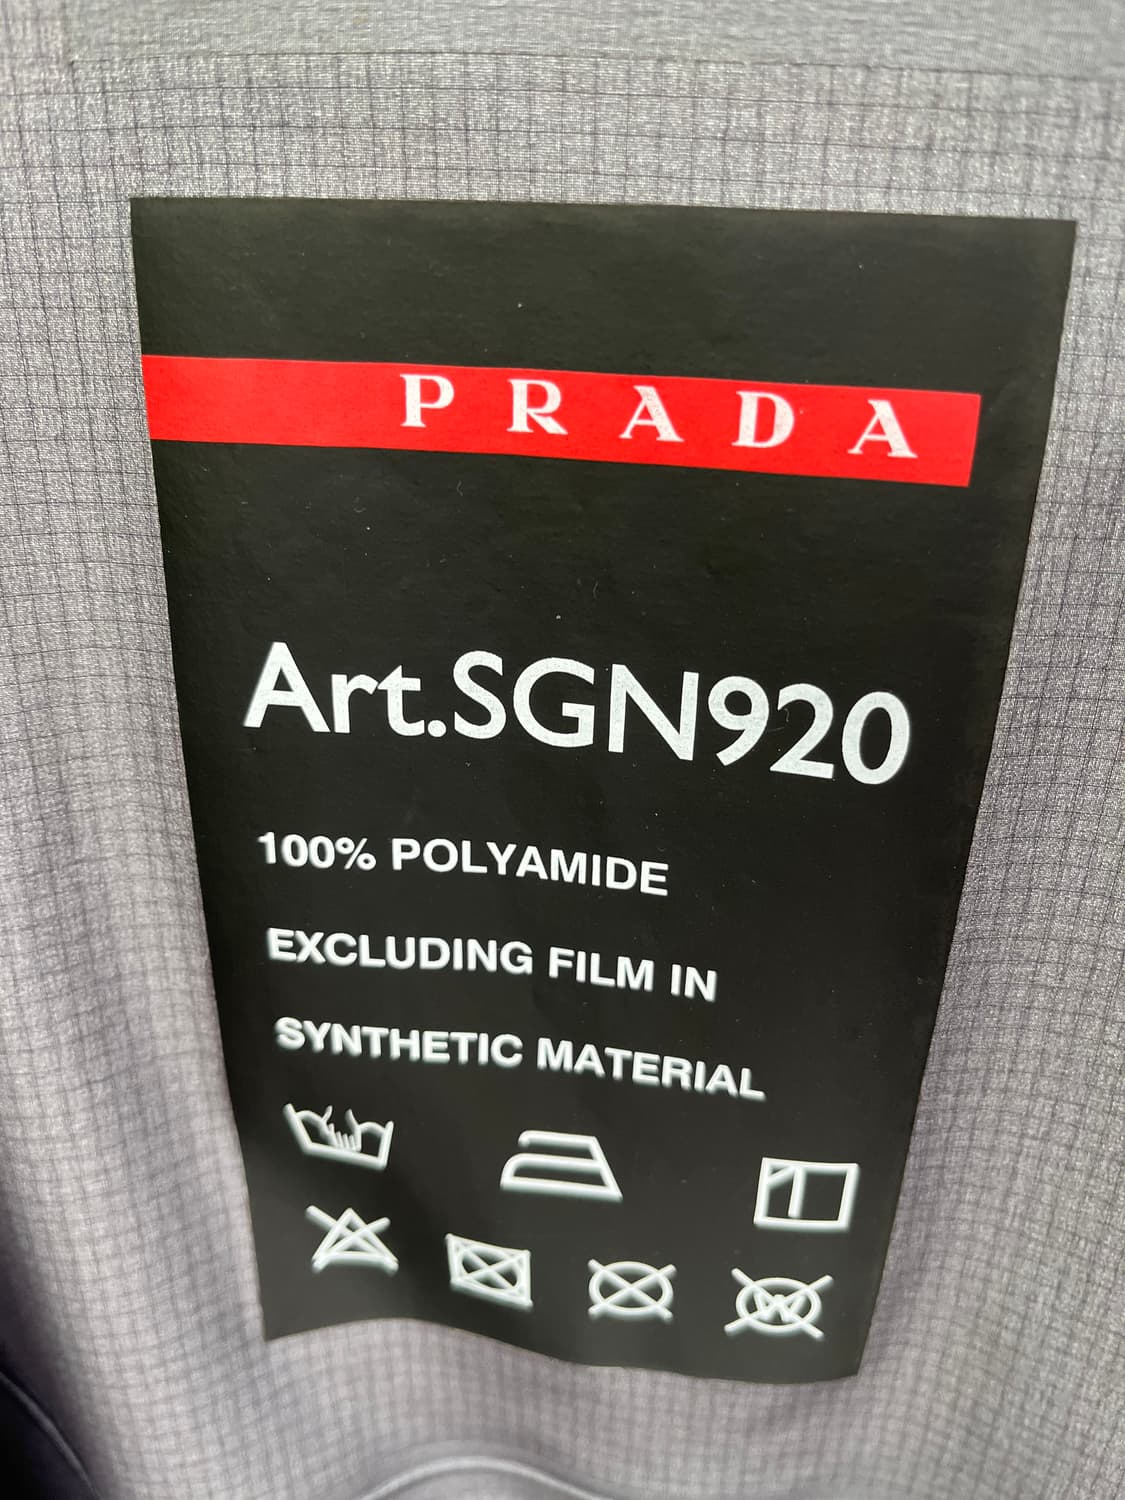 PRADA
Art.SGN920
100% POLYAMIDE
EXCLUDING FILM IN
SYNTHETIC MATERIAL
W